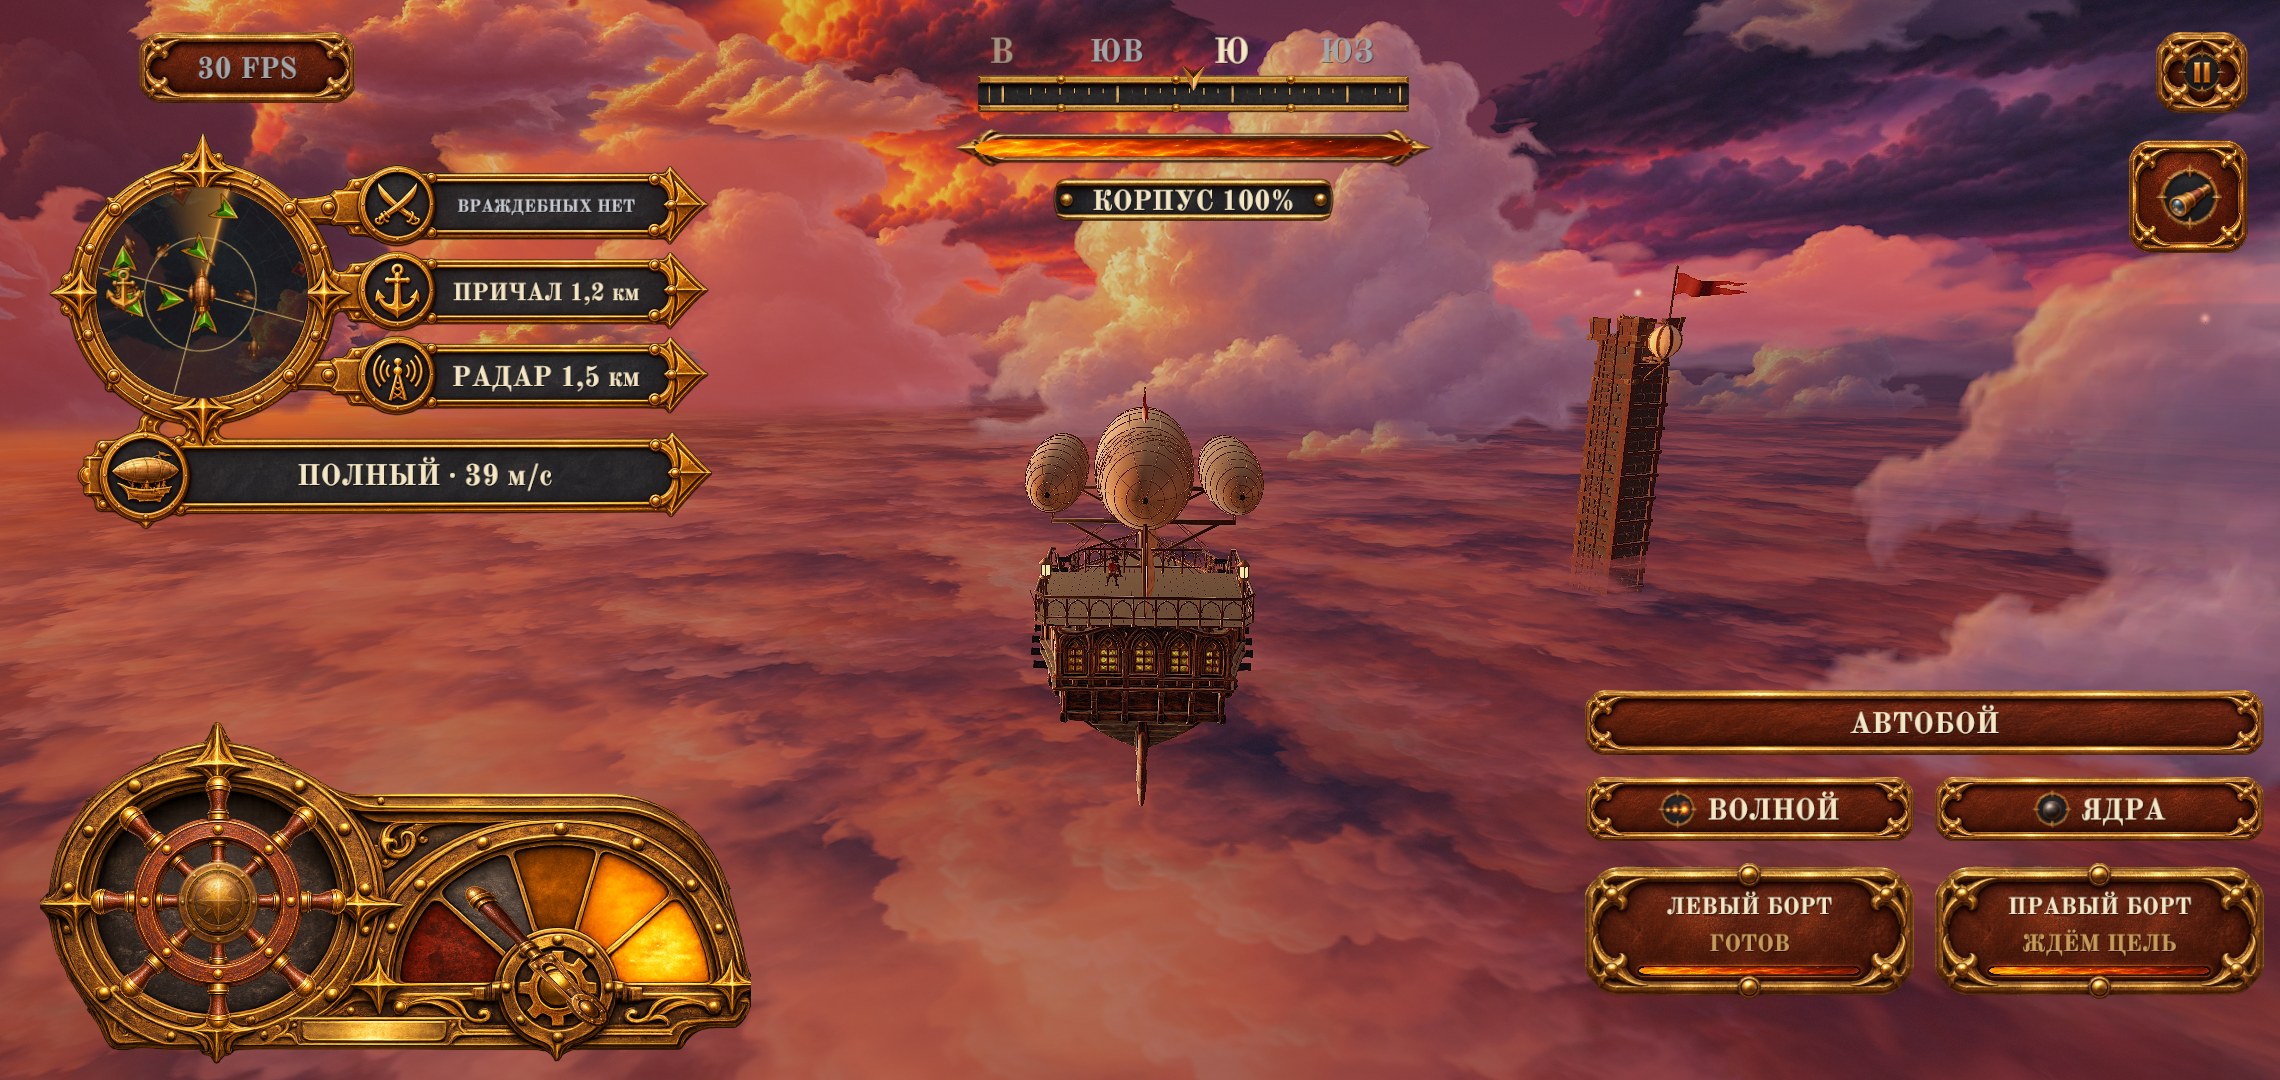 30 FPS
В ЮВ Ю ЮЗ
КОРПУС 100%
ВРАЖДЕБНЫХ НЕТ
ПРИЧАЛ 1,2 км
РАДАР 1,5 км
ПОЛНЫЙ · 39 м/с
АВТОБОЙ
ВОЛНОЙ
ЯДРА
ЛЕВЫЙ БОРТ
ГОТОВ
ПРАВЫЙ БОРТ
ЖДЁМ ЦЕЛЬ